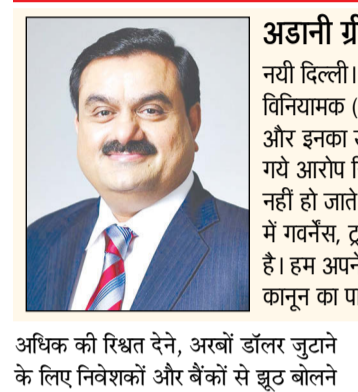 अडानी ग्री
नयी दिल्ली।
विनियामक (
और इनका
गये आरोप
नहीं हो जाते
में गवर्नेंस,
है। हम अपने
कानून का
अधिक की रिश्वत देने, अरबों डॉलर जुटाने
के लिए निवेशकों और बैंकों से झूठ बोलने